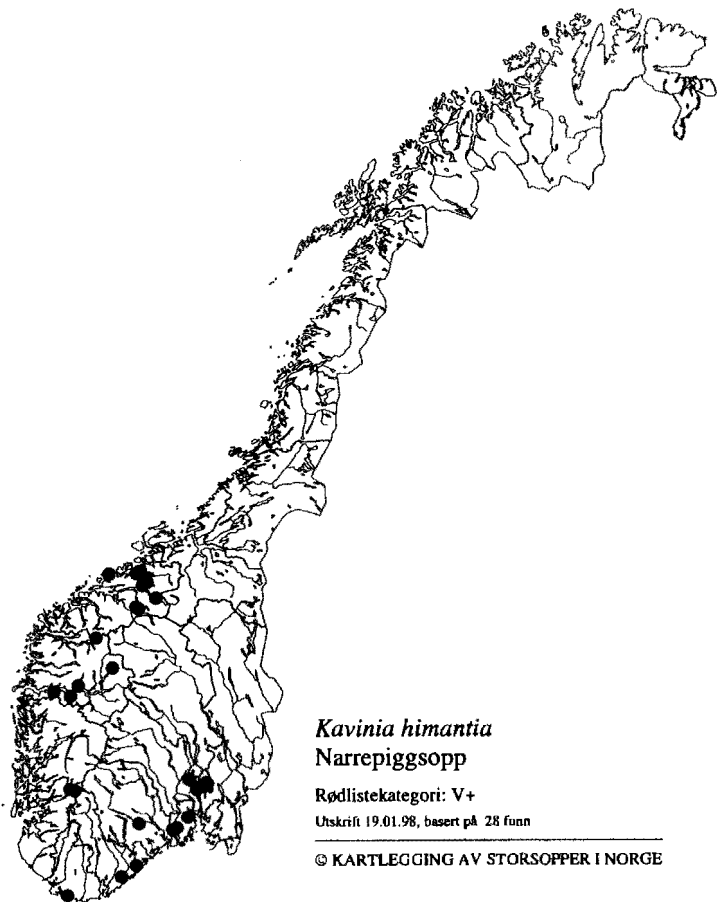 Kavinia himantia
Narrepiggsopp
Rødlistekategori: V+
Utskrift 19.01.98, basert på 28 funn
© KARTLEGGING AV STORSOPPER I NORGE